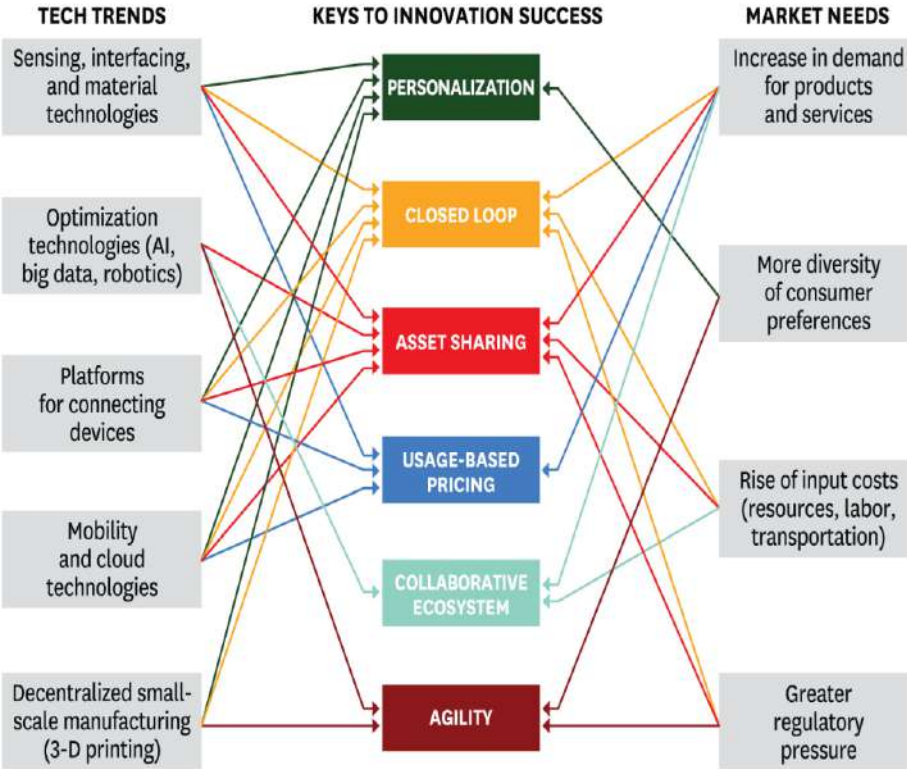 TECH TRENDS
Sensing, interfacing,
and material
technologies
Optimization
technologies (AI,
big data, robotics)
Platforms
for connecting
devices
Mobility
and cloud
technologies
Decentralized small-
scale manufacturing
(3-D printing)
KEYS TO INNOVATION SUCCESS
PERSONALIZATION
CLOSED LOOP
ASSET SHARING
USAGE-BASED
PRICING
COLLABORATIVE
ECOSYSTEM
AGILITY
MARKET NEEDS
Increase in demand
for products
and services
More diversity
of consumer
preferences
Rise of input costs
(resources, labor,
transportation)
Greater
regulatory
pressure